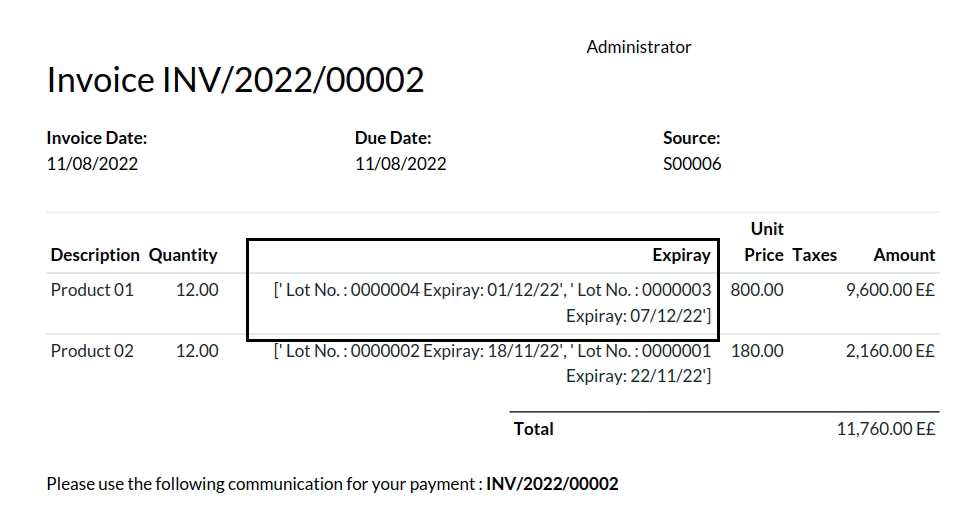 Administrator
Invoice INV/2022/00002
Invoice Date: Due Date: Source:
11/08/2022 11/08/2022 S00006
Unit
Description Quantity Expiray Price Taxes Amount
Product 01 12.00 [' Lot No. : 0000004 Expiray: 01/12/22', ' Lot No. : 0000003 800.00 9,600.00 E£
Expiray: 07/12/22']
Product 02 12.00 [' Lot No. : 0000002 Expiray: 18/11/22', ' Lot No. : 0000001 180.00 2,160.00 E£
Expiray: 22/11/22']
Total 11,760.00 E£
Please use the following communication for your payment : INV/2022/00002